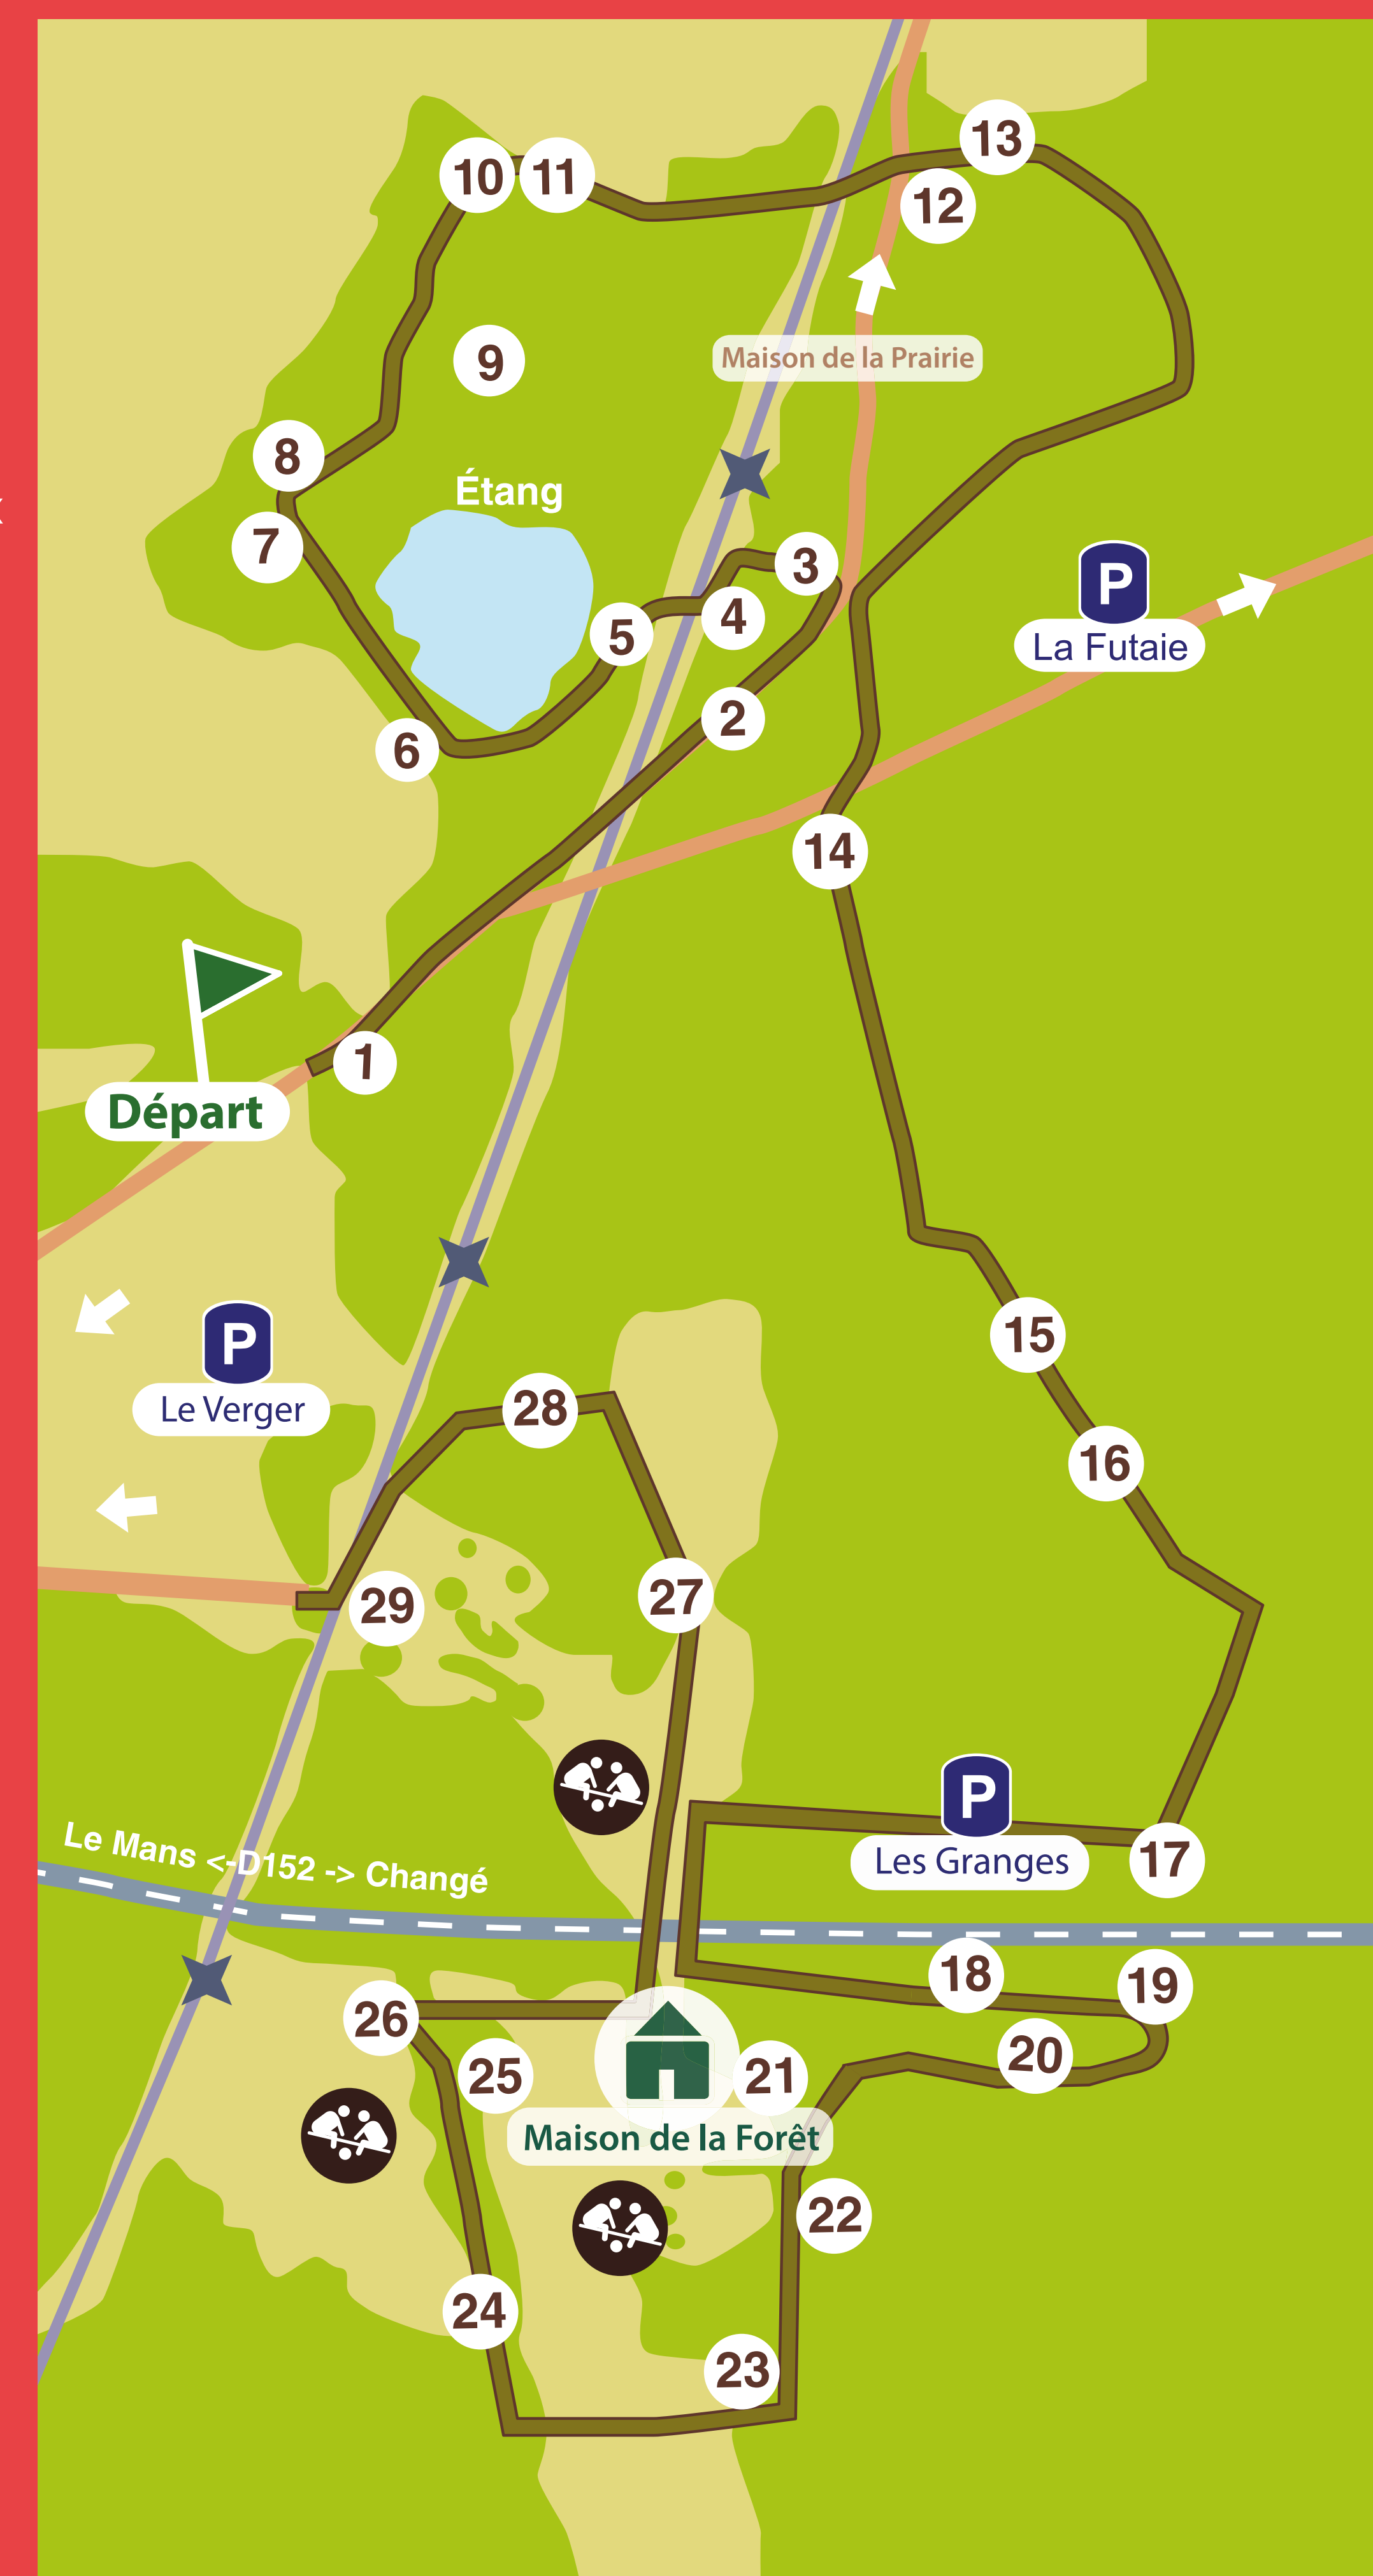 13
10
11
12
Maison de la Prairie
9
8
Étang
7
3
P
La Futaie
4
5
2
6
14
1
Départ
15
P
Le Verger
28
16
27
29
P
Les Granges
17
Le Mans <-D152 -> Changé
18
19
26
20
25
21
Maison de la Forêt
22
24
23